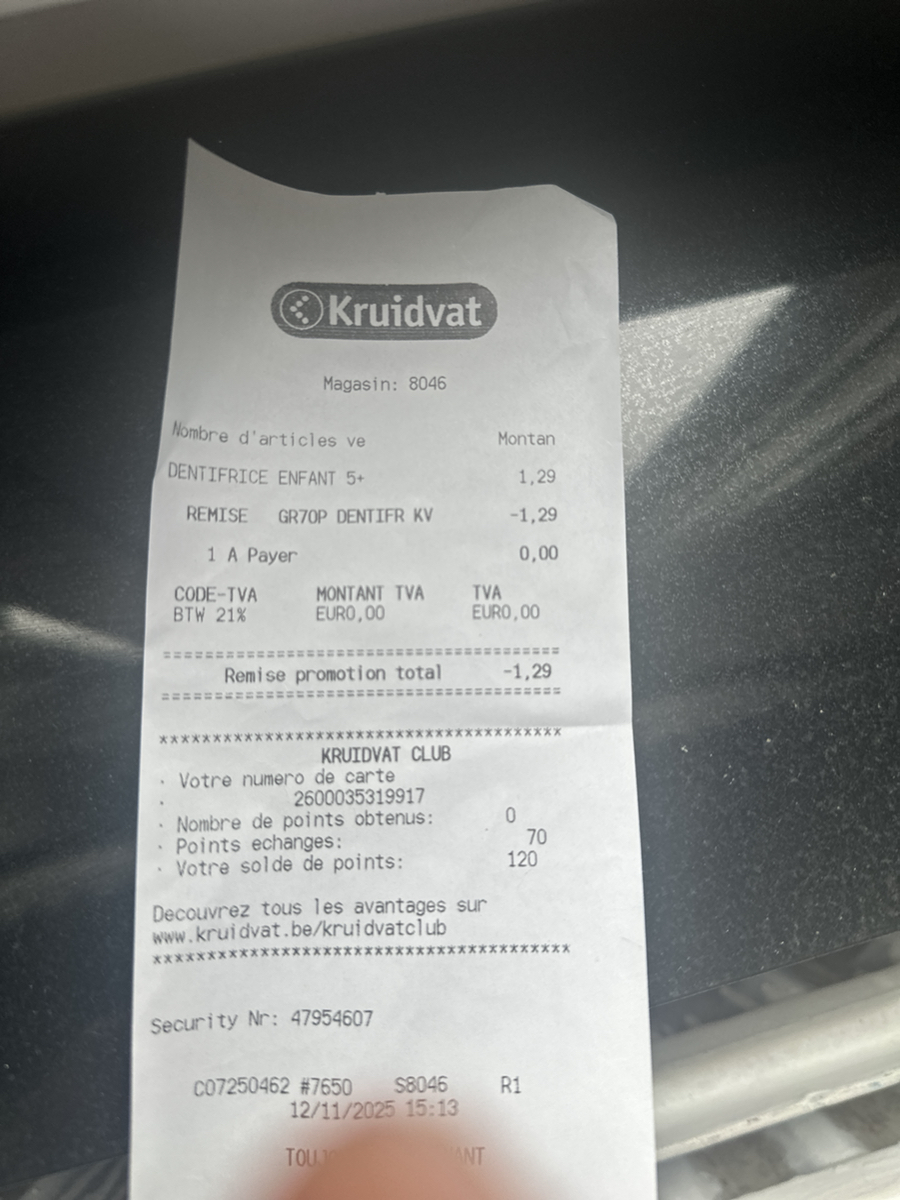 Kruidvat
Magasin: 8046
Nombre d'articles ve Montan
DENTIFRICE ENFANT 5+ 1,29
REMISE GR70P DENTIFR KV -1,29
1 A Payer 0,00
CODE-TVA MONTANT TVA TVA
BTW 21% EUR0,00 EUR0,00
======================================
Remise promotion total -1,29
======================================
**************************************
KRUIDVAT CLUB
· Votre numero de carte
· 2600035319917
· Nombre de points obtenus: 0
· Points echanges: 70
· Votre solde de points: 120
Decouvrez tous les avantages sur
www.kruidvat.be/kruidvatclub
***************************************
Security Nr: 47954607
C07250462 #7650 S8046 R1
12/11/2025 15:13